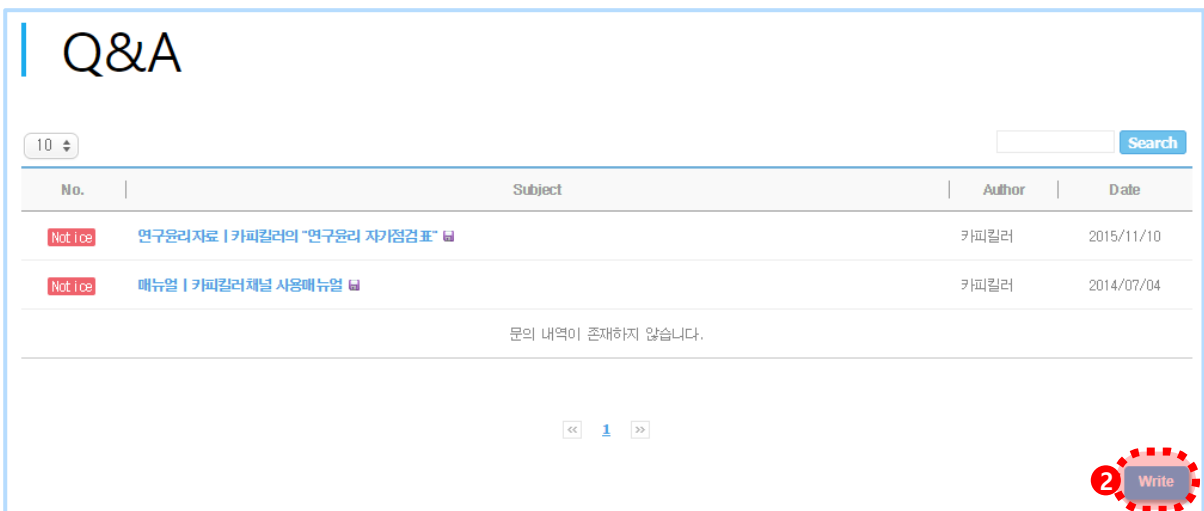 Q&A
10 Search
No. Subject Author Date
Notice 연구윤리자료 | 카피킬러의 "연구윤리 자가점검표" 카피킬러 2015/11/10
Notice 매뉴얼 | 카피킬러채널 사용매뉴얼 카피킬러 2014/07/04
문의 내역이 존재하지 않습니다.
« 1 »
2 Write